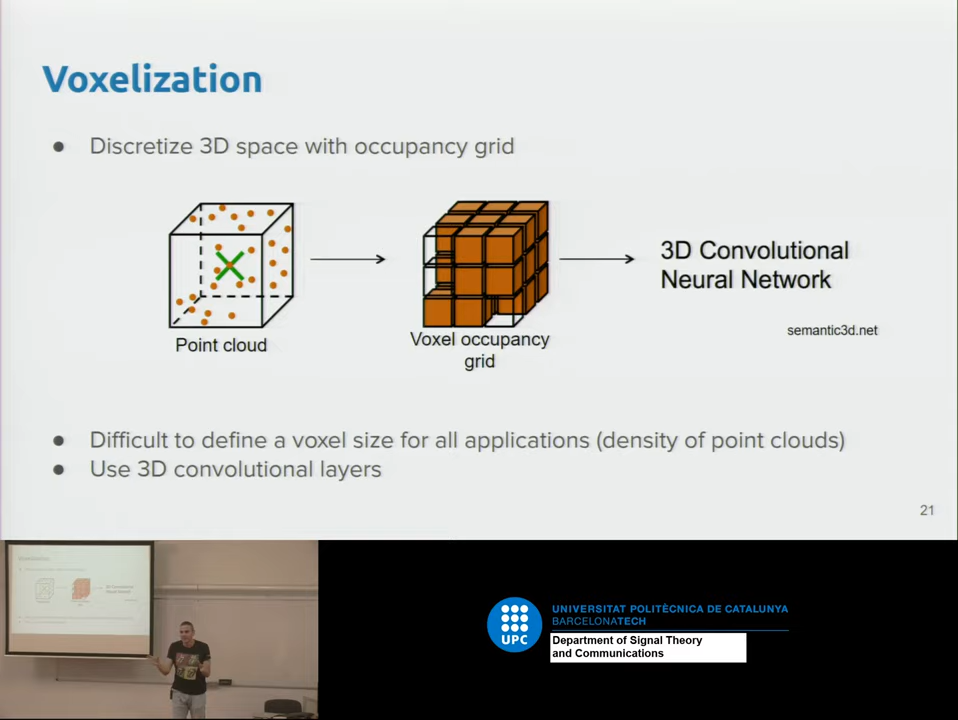 Voxelization
● Discretize 3D space with occupancy grid
3D Convolutional
Neural Network
semantic3d.net
Point cloud
Voxel occupancy
grid
● Difficult to define a voxel size for all applications (density of point clouds)
● Use 3D convolutional layers
21
UPC
UNIVERSITAT POLITÈCNICA DE CATALUNYA
BARCELONATECH
Department of Signal Theory
and Communications